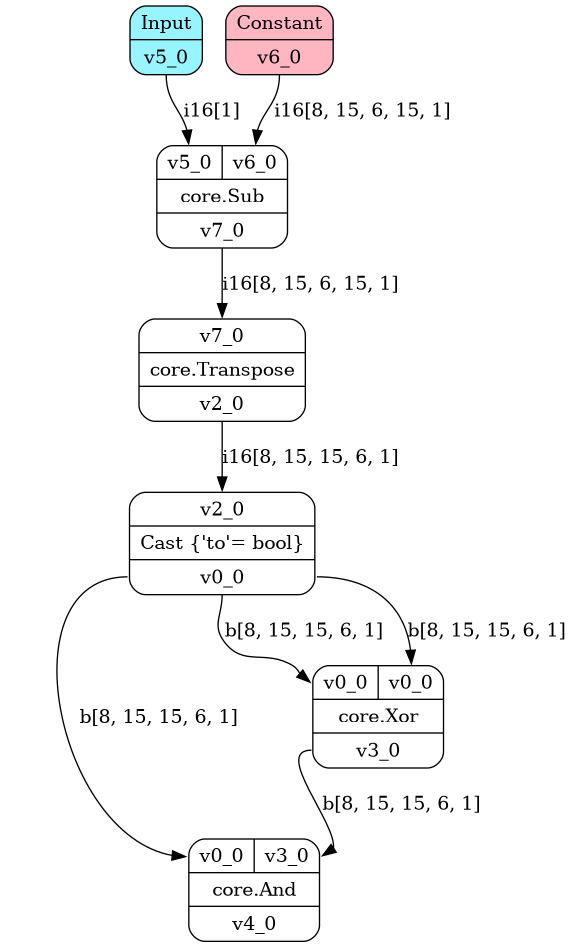 Input
v5_0
Constant
v6_0
i16[1]
i16[8, 15, 6, 15, 1]
v5_0
v6_0
core.Sub
v7_0
i16[8, 15, 6, 15, 1]
v7_0
core.Transpose
v2_0
i16[8, 15, 15, 6, 1]
v2_0
Cast {'to'= bool}
v0_0
b[8, 15, 15, 6, 1]
b[8, 15, 15, 6, 1]
v0_0
v0_0
core.Xor
v3_0
b[8, 15, 15, 6, 1]
b[8, 15, 15, 6, 1]
v0_0
v3_0
core.And
v4_0